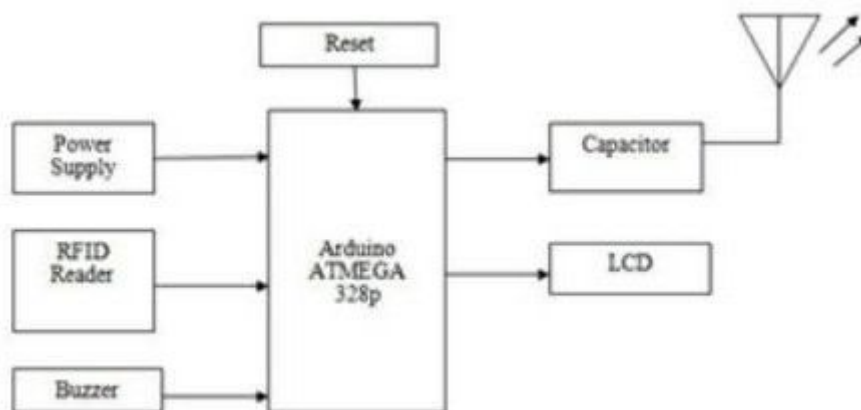 Reset
Power
Supply
Capacitor
RFID
Reader
Arduino
ATMEGA
328p
LCD
Buzzer